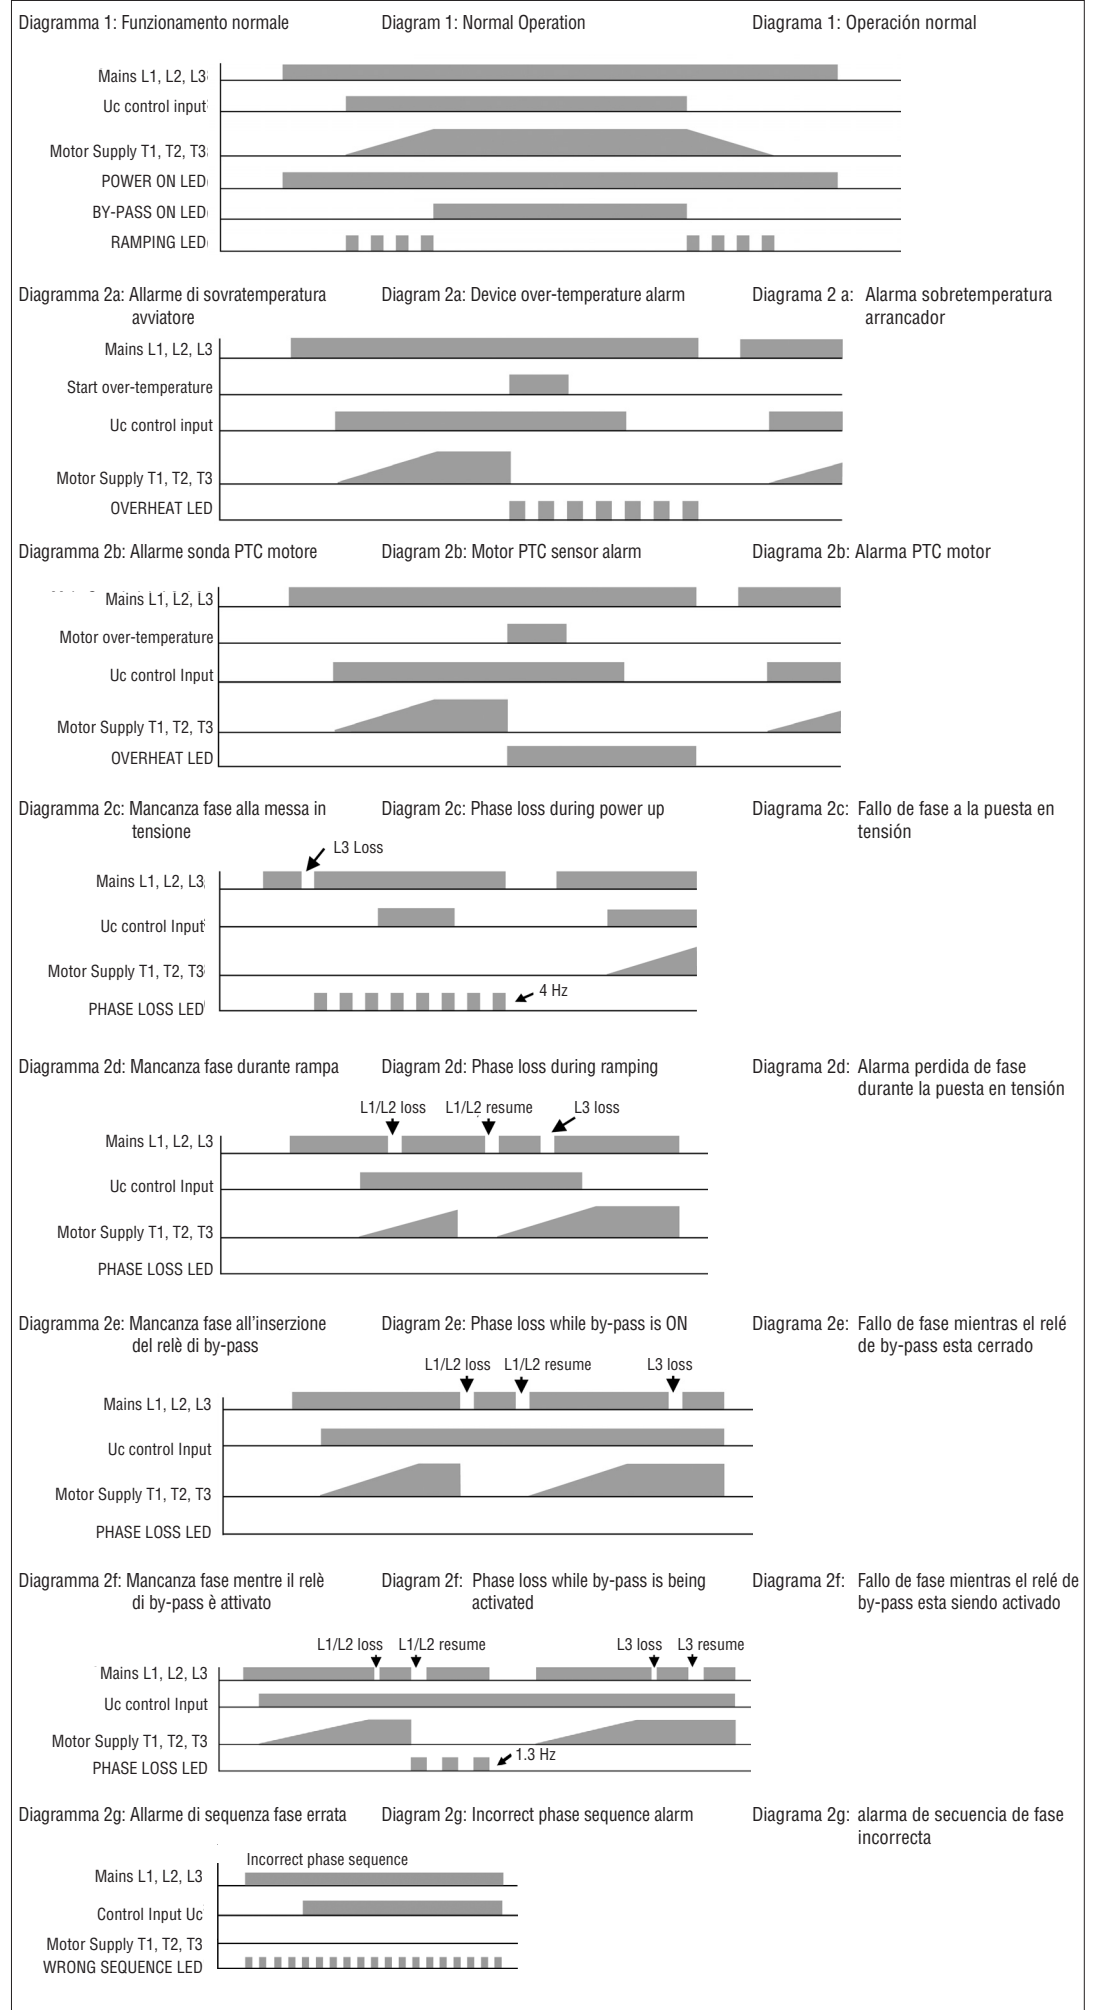 Diagramma 1: Funzionamento normale Diagram 1: Normal Operation Diagrama 1: Operación normal
Mains L1, L2, L3
Uc control input
Motor Supply T1, T2, T3
POWER ON LED
BY-PASS ON LED
RAMPING LED
Diagramma 2a: Allarme di sovratemperatura Diagram 2a: Device over-temperature alarm Diagrama 2 a: Alarma sobretemperatura
avviatore arrancador
Mains L1, L2, L3
Start over-temperature
Uc control input
Motor Supply T1, T2, T3
OVERHEAT LED
Diagramma 2b: Allarme sonda PTC motore Diagram 2b: Motor PTC sensor alarm Diagrama 2b: Alarma PTC motor
Mains L1, L2, L3
Motor over-temperature
Uc control Input
Motor Supply T1, T2, T3
OVERHEAT LED
Diagramma 2c: Mancanza fase alla messa in Diagram 2c: Phase loss during power up Diagrama 2c: Fallo de fase a la puesta en
tensione tensión
L3 Loss
Mains L1, L2, L3
Uc control Input
Motor Supply T1, T2, T3
4 Hz
PHASE LOSS LED
Diagramma 2d: Mancanza fase durante rampa Diagram 2d: Phase loss during ramping Diagrama 2d: Alarma perdida de fase
durante la puesta en tensión
L1/L2 loss L1/L2 resume L3 loss
Mains L1, L2, L3
Uc control Input
Motor Supply T1, T2, T3
PHASE LOSS LED
Diagramma 2e: Mancanza fase all'inserzione Diagram 2e: Phase loss while by-pass is ON Diagrama 2e: Fallo de fase mientras el relé
del relè di by-pass de by-pass esta cerrado
L1/L2 loss L1/L2 resume L3 loss
Mains L1, L2, L3
Uc control Input
Motor Supply T1, T2, T3
PHASE LOSS LED
Diagramma 2f: Mancanza fase mentre il relè Diagram 2f: Phase loss while by-pass is being Diagrama 2f: Fallo de fase mientras el relé de
di by-pass è attivato activated by-pass esta siendo activado
L1/L2 loss L1/L2 resume L3 loss L3 resume
Mains L1, L2, L3
Uc control Input
Motor Supply T1, T2, T3
1.3 Hz
PHASE LOSS LED
Diagramma 2g: Allarme di sequenza fase errata Diagram 2g: Incorrect phase sequence alarm Diagrama 2g: alarma de secuencia de fase
incorrecta
Incorrect phase sequence
Mains L1, L2, L3
Control Input Uc
Motor Supply T1, T2, T3
WRONG SEQUENCE LED